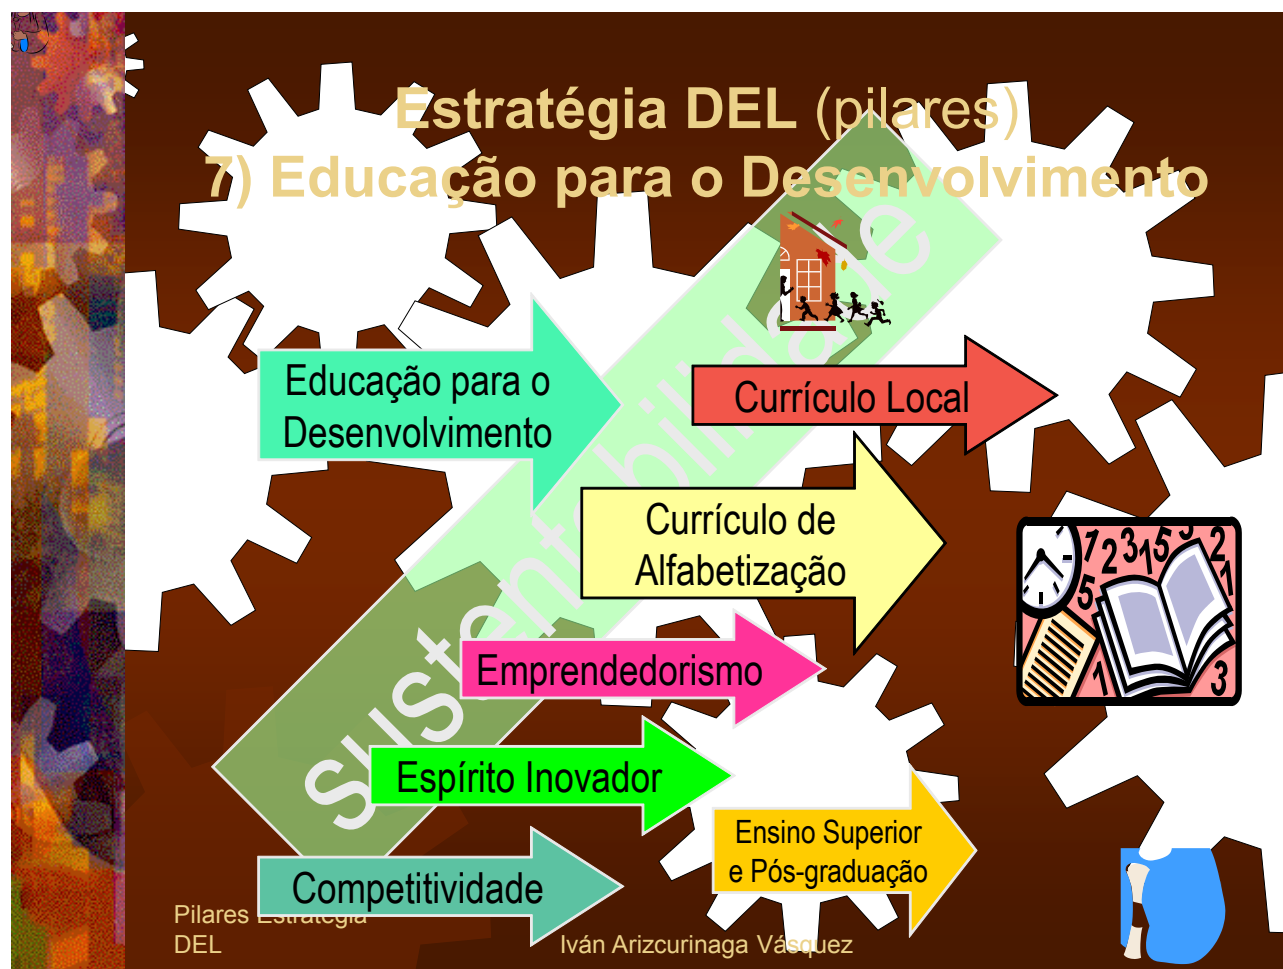 Estratégia DEL (pilares)
7) Educação para o Desenvolvimento
sustentabilidade
Educação para o
Desenvolvimento
Currículo Local
Currículo de
Alfabetização
Emprendedorismo
Espírito Inovador
Ensino Superior
e Pós-graduação
Competitividade
Pilares Estratégia
DEL
Iván Arizcurinaga Vásquez